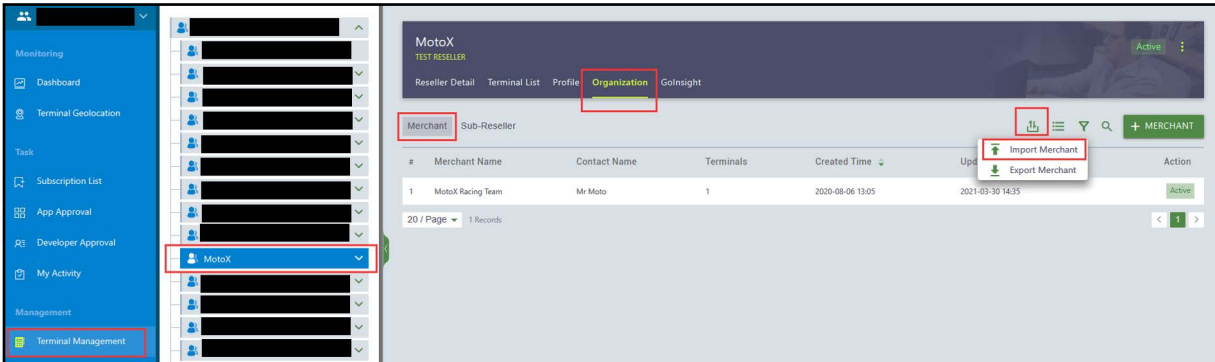 Monitoring
Dashboard
Terminal Geolocation
Task
Subscription List
App Approval
Developer Approval
My Activity
Management
Terminal Management
MotoX
MotoX
TEST RESELLER
Active
Reseller Detail Terminal List Profile Organization GoInsight
Merchant Sub-Reseller
+ MERCHANT
Import Merchant
Export Merchant
# Merchant Name Contact Name Terminals Created Time Upd Action
1 MotoX Racing Team Mr Moto 1 2020-08-06 13:05 2021-03-30 14:35 Active
20 / Page 1 Records < 1 >